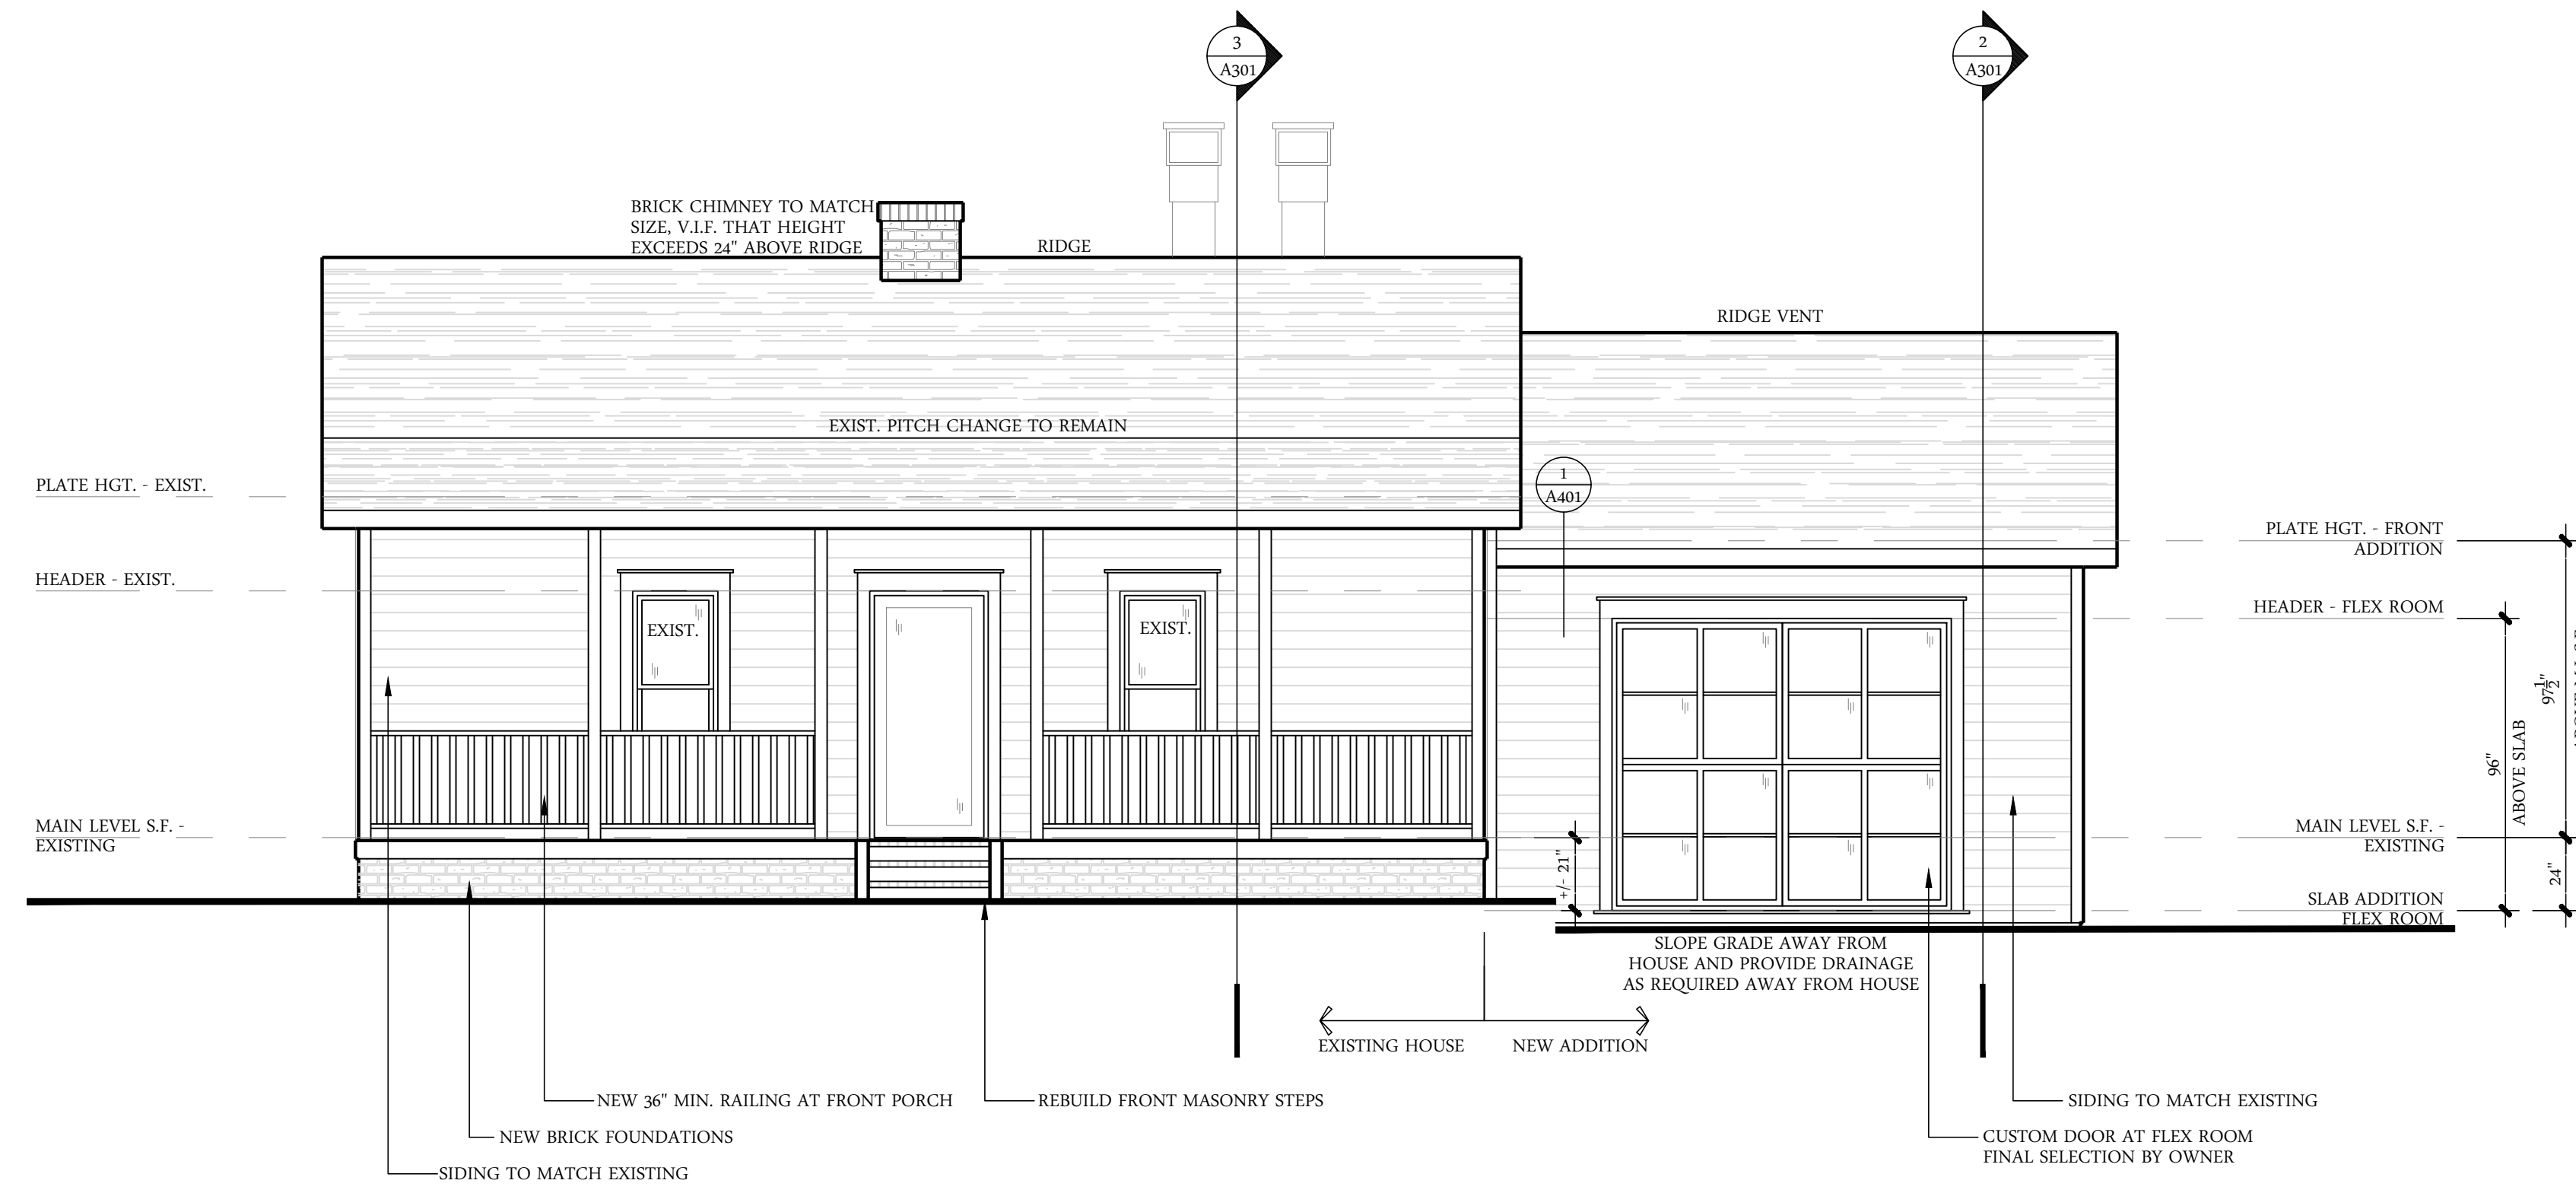 3
A301
2
A301
BRICK CHIMNEY TO MATCH
SIZE, V.I.F. THAT HEIGHT
EXCEEDS 24" ABOVE RIDGE
RIDGE
RIDGE VENT
EXIST. PITCH CHANGE TO REMAIN
1
A401
PLATE HGT. - EXIST.
HEADER - EXIST.
MAIN LEVEL S.F. -
EXISTING
EXIST.
EXIST.
PLATE HGT. - FRONT
ADDITION
HEADER - FLEX ROOM
MAIN LEVEL S.F. -
EXISTING
SLAB ADDITION
FLEX ROOM
96"
ABOVE SLAB
97 1/2"
24"
+/- 21"
SLOPE GRADE AWAY FROM
HOUSE AND PROVIDE DRAINAGE
AS REQUIRED AWAY FROM HOUSE
EXISTING HOUSE
NEW ADDITION
NEW 36" MIN. RAILING AT FRONT PORCH
REBUILD FRONT MASONRY STEPS
NEW BRICK FOUNDATIONS
SIDING TO MATCH EXISTING
SIDING TO MATCH EXISTING
CUSTOM DOOR AT FLEX ROOM
FINAL SELECTION BY OWNER